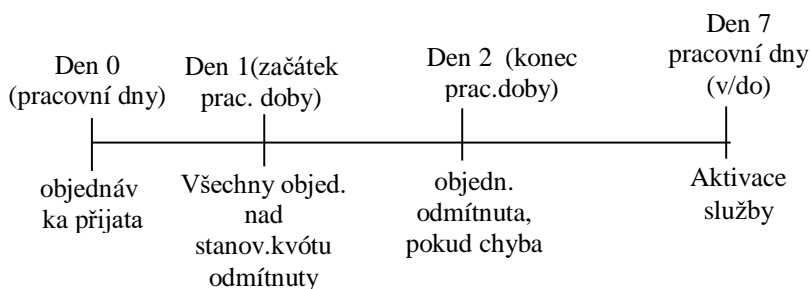 Den 0
(pracovní dny)
Den 1(začátek
prac. doby)
Den 2  (konec
prac.doby)
Den 7
pracovní dny
(v/do)
objednáv
ka přijata
Všechny objed.
nad
stanov.kvótu
odmítnuty
objedn.
odmítnuta,
pokud chyba
Aktivace
služby